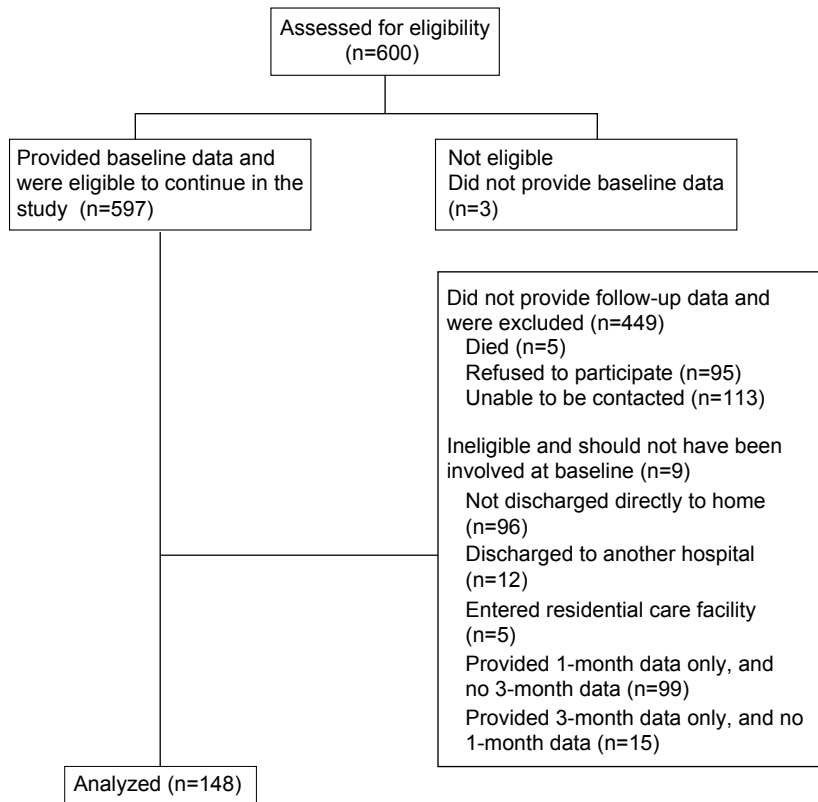 Assessed for eligibility
(n=600)
Provided baseline data and
were eligible to continue in the
study (n=597)
Not eligible
Did not provide baseline data
(n=3)
Did not provide follow-up data and
were excluded (n=449)
Died (n=5)
Refused to participate (n=95)
Unable to be contacted (n=113)
Ineligible and should not have been
involved at baseline (n=9)
Not discharged directly to home
(n=96)
Discharged to another hospital
(n=12)
Entered residential care facility
(n=5)
Provided 1-month data only, and
no 3-month data (n=99)
Provided 3-month data only, and no
1-month data (n=15)
Analyzed (n=148)